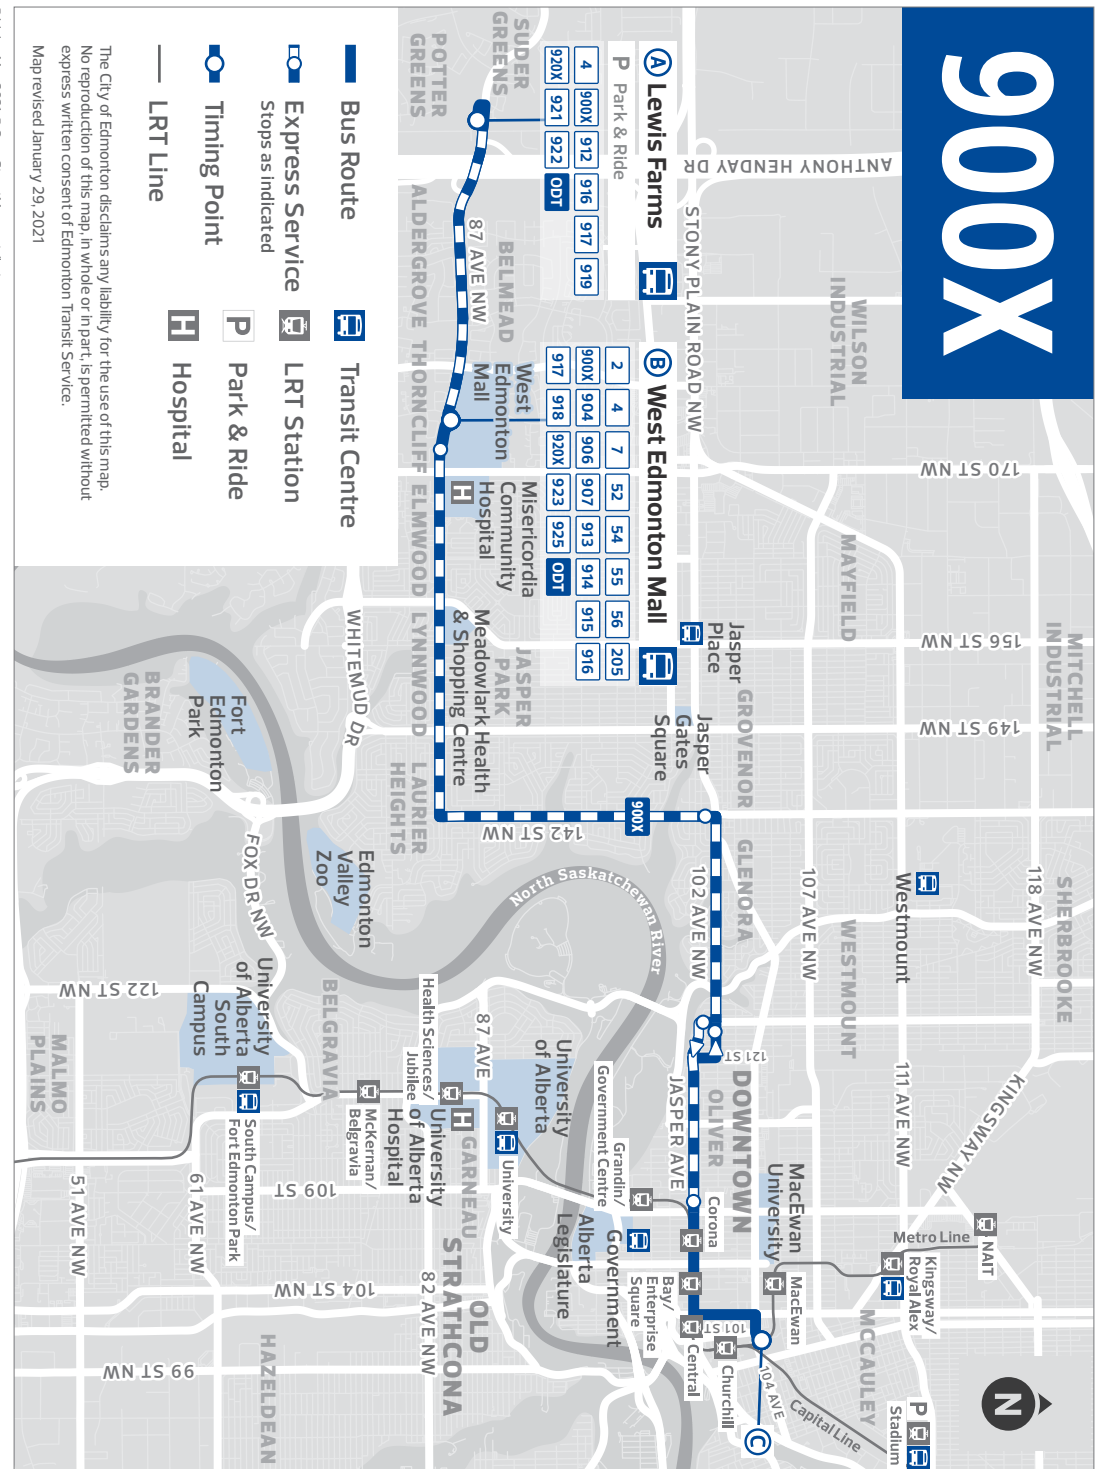 900X
A Lewis Farms
P Park & Ride
4 900X 912 916 917 919
920X 921 922 ODT
B West Edmonton Mall
2 4 7 52 54 55 56 205
900X 904 906 907 913 914 915 916
917 918 920X 923 925 ODT
Bus Route
Express Service
Stops as indicated
Timing Point
LRT Line
Transit Centre
LRT Station
P Park & Ride
H Hospital
The City of Edmonton disclaims any liability for the use of this map.
No reproduction of this map, in whole or in part, is permitted without
express written consent of Edmonton Transit Service.
Map revised January 29, 2021
SUDER
GREENS
POTTER
GREENS
ANTHONY HENDAY DR
STONY PLAIN ROAD NW
WILSON
INDUSTRIAL
87 AVE NW
BELMEAD
ALDERGROVE
THORNCLIFF
ELMWOOD
LYNNWOOD
West
Edmonton
Mall
H
Misericordia
Community
Hospital
170 ST NW
MAYFIELD
156 ST NW
MITCHELL
INDUSTRIAL
149 ST NW
Jasper
Place
JASPER
PARK
Meadowlark Health
& Shopping Centre
Jasper
Gates
Square
GROVENOR
WHITEMUD DR
LAURIER
HEIGHTS
142 ST NW
900X
BRANDER
GARDENS
Fort
Edmonton
Park
FOX DR NW
Edmonton
Valley
Zoo
North Saskatchewan River
GLENORA
102 AVE NW
107 AVE NW
Westmount
WESTMOUNT
118 AVE NW
SHERBROOKE
111 AVE NW
KINGSWAY NW
121 ST
JASPER AVE
DOWNTOWN
OLIVER
122 ST NW
MALMO
PLAINS
University
of Alberta
South
Campus
BELGRAVIA
Health Sciences/
Jubilee
87 AVE
University
of Alberta
McKernan/
Belgravia
H
University
of Alberta
Hospital
GARNEAU
University
South Campus/
Fort Edmonton Park
Government Centre
Grandin/
Corona
MacEwan
University
MacEwan
Alberta
Legislature
Government
Bay/
Enterprise
Square
101 ST
Central
Churchill
104 AVE
C
Capital Line
Metro Line
NAIT
Kingsway/
Royal Alex
MCCAULEY
P
Stadium
51 AVE NW
61 AVE NW
109 ST
104 ST NW
82 AVE NW
OLD
STRATHCONA
99 ST NW
HAZELDEAN
N